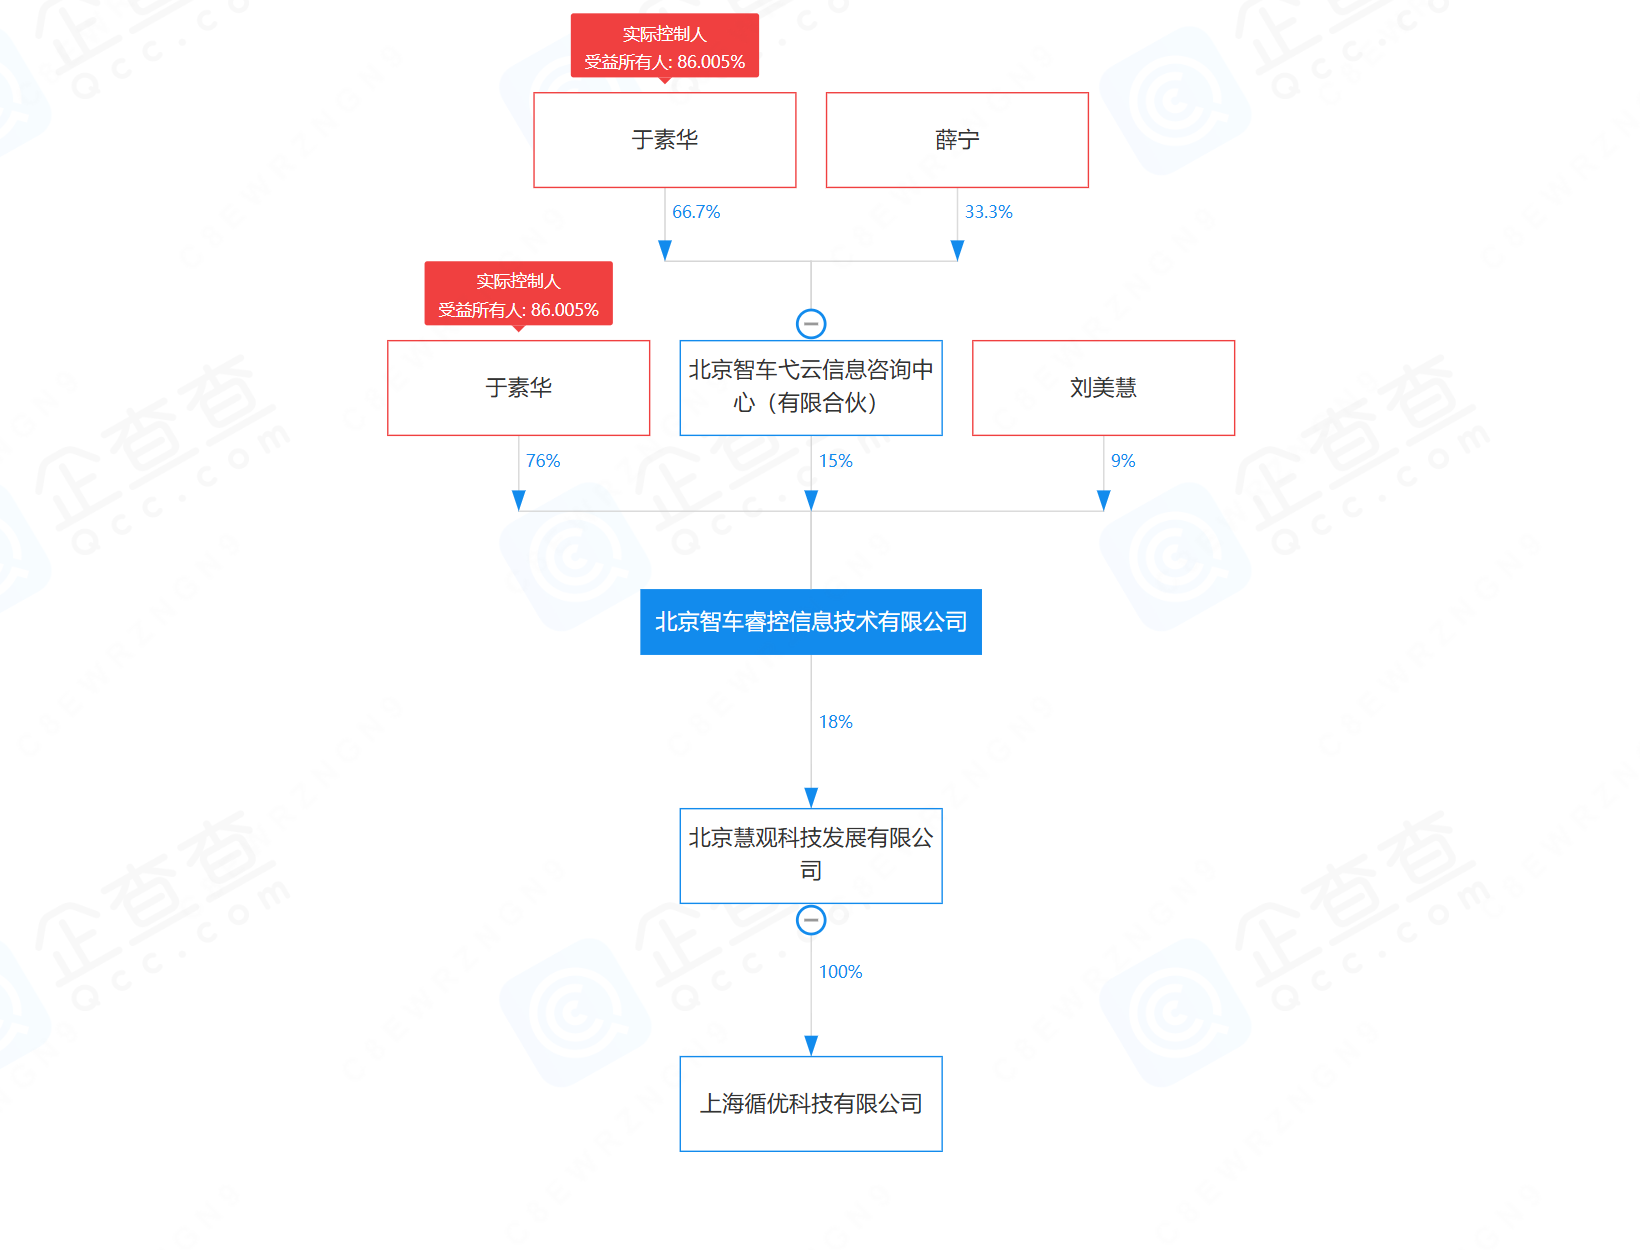 实际控制人
受益所有人: 86.005%
于素华
薛宁
66.7%
33.3%
实际控制人
受益所有人: 86.005%
于素华
北京智车弋云信息咨询中
心（有限合伙）
刘美慧
76%
15%
9%
北京智车睿控信息技术有限公司
18%
北京慧观科技发展有限公
司
100%
上海循优科技有限公司
企查查
Qcc.com